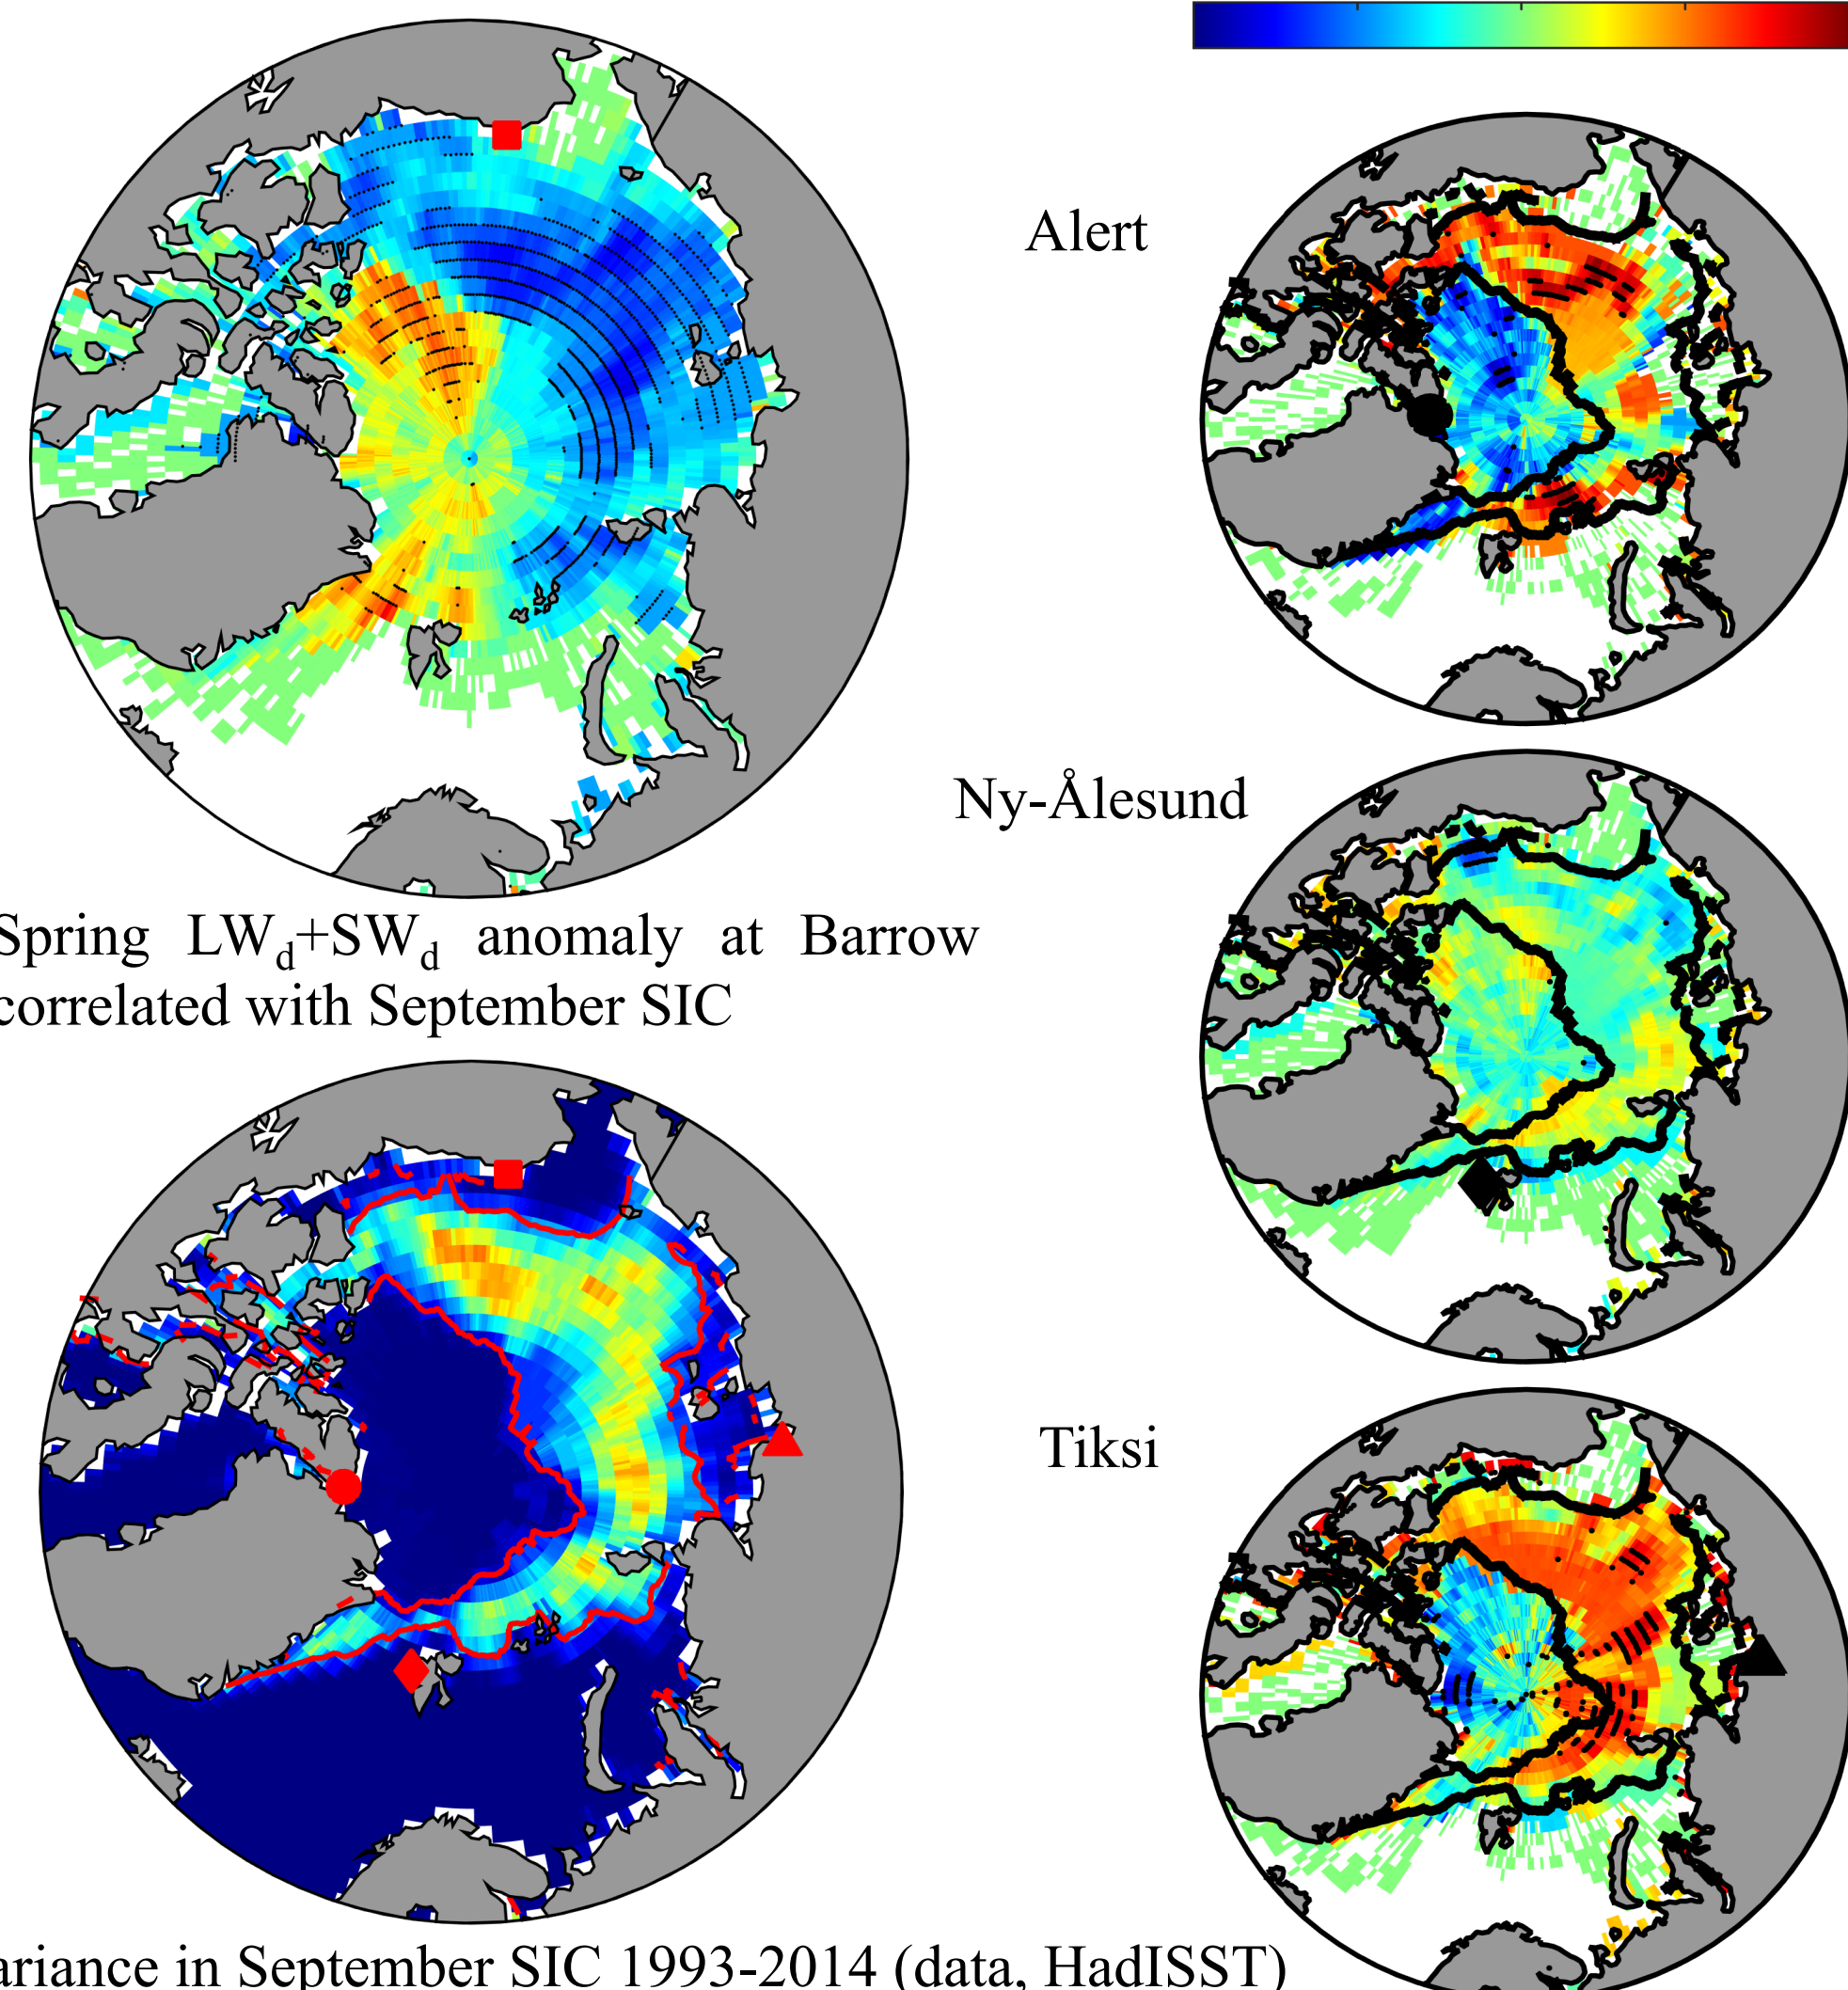 Alert
Ny-Ålesund
Spring LWd+SWd anomaly at Barrow
correlated with September SIC
Tiksi
ariance in September SIC 1993-2014 (data, HadISST)